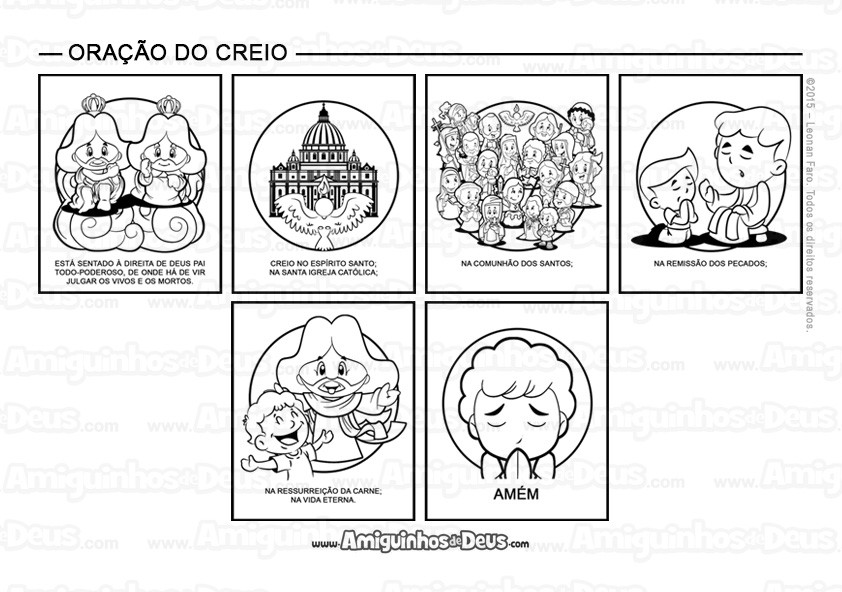 ORAÇÃO DO CREIO
ESTÁ SENTADO À DIREITA DE DEUS PAI
TODO-PODEROSO, DE ONDE HÁ DE VIR
JULGAR OS VIVOS E OS MORTOS.
CREIO NO ESPÍRITO SANTO;
NA SANTA IGREJA CATÓLICA;
NA COMUNHÃO DOS SANTOS;
NA REMISSÃO DOS PECADOS;
©2015 – Leonan Faro. Todos os direitos reservados.
NA RESSURREIÇÃO DA CARNE;
NA VIDA ETERNA.
AMÉM
www.AmiguinhosdeDeus.com